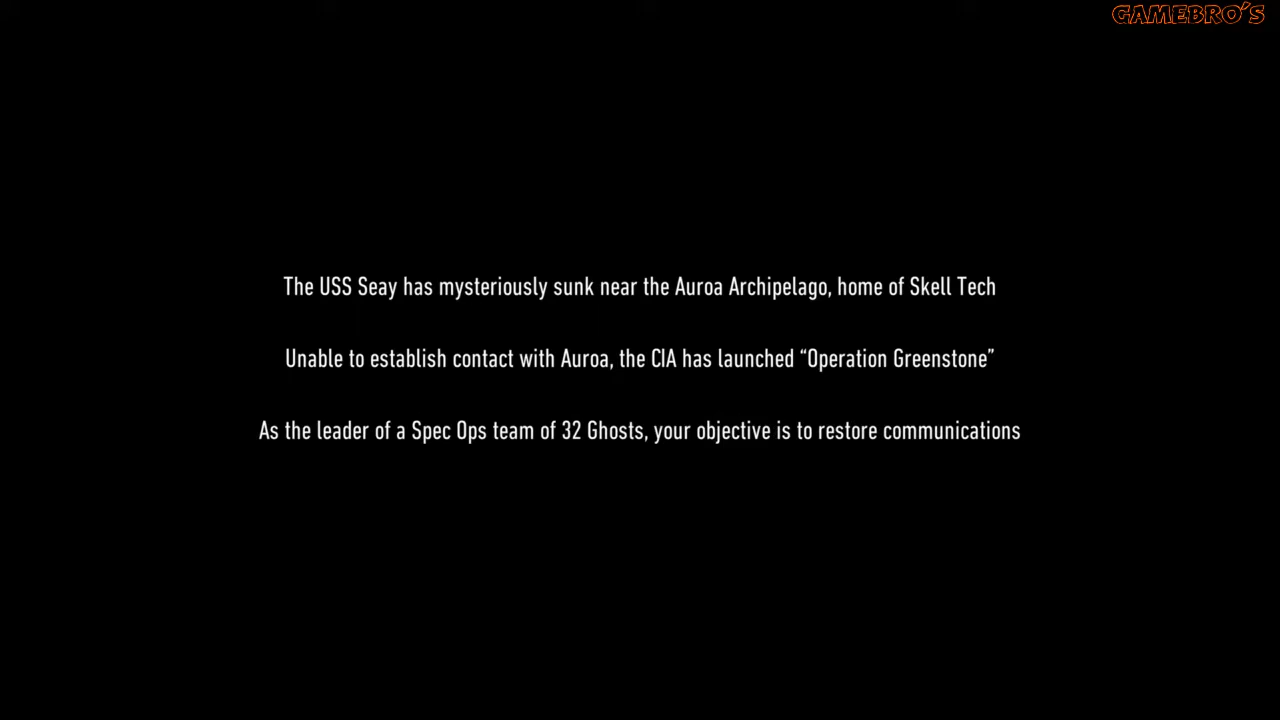 GAMEBRO'S
The USS Seay has mysteriously sunk near the Auroa Archipelago, home of Skell Tech
Unable to establish contact with Auroa, the CIA has launched “Operation Greenstone”
As the leader of a Spec Ops team of 32 Ghosts, your objective is to restore communications